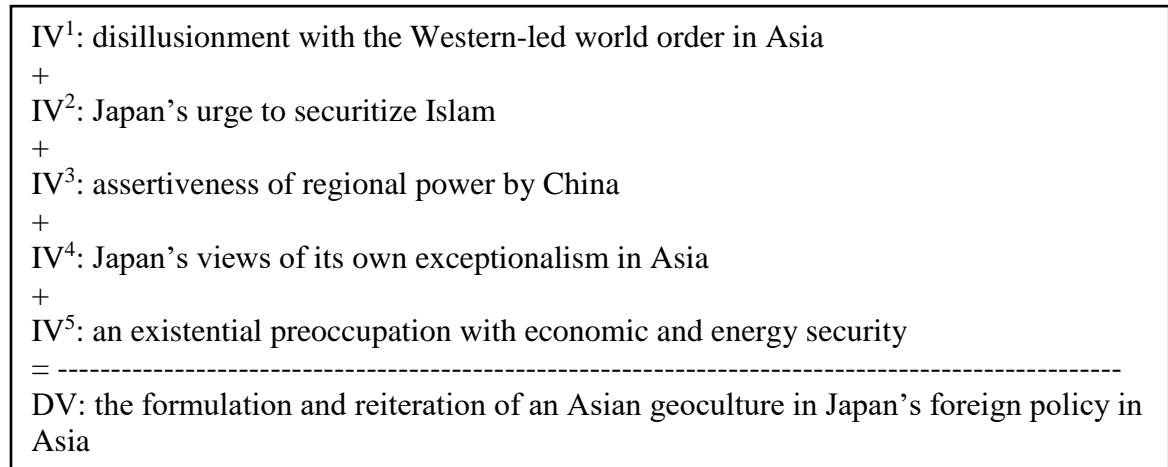 IV¹: disillusionment with the Western-led world order in Asia
+
IV²: Japan’s urge to securitize Islam
+
IV³: assertiveness of regional power by China
+
IV⁴: Japan’s views of its own exceptionalism in Asia
+
IV⁵: an existential preoccupation with economic and energy security
= ----------------------------------------------------------------------------------------------------
DV: the formulation and reiteration of an Asian geoculture in Japan’s foreign policy in
Asia